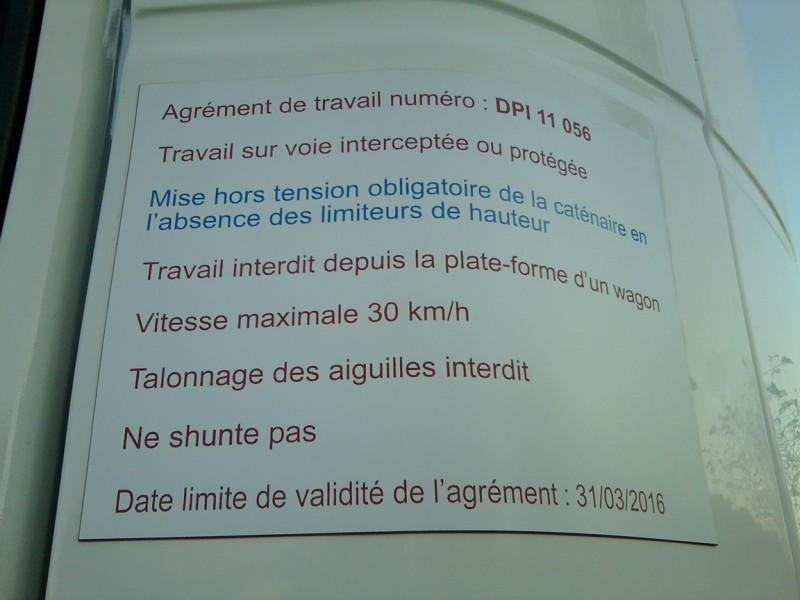 Agrément de travail numéro : DPI 11 056
Travail sur voie interceptée ou protégée
Mise hors tension obligatoire de la caténaire en
l'absence des limiteurs de hauteur
Travail interdit depuis la plate-forme d'un wagon
Vitesse maximale 30 km/h
Talonnage des aiguilles interdit
Ne shunte pas
Date limite de validité de l'agrément : 31/03/2016